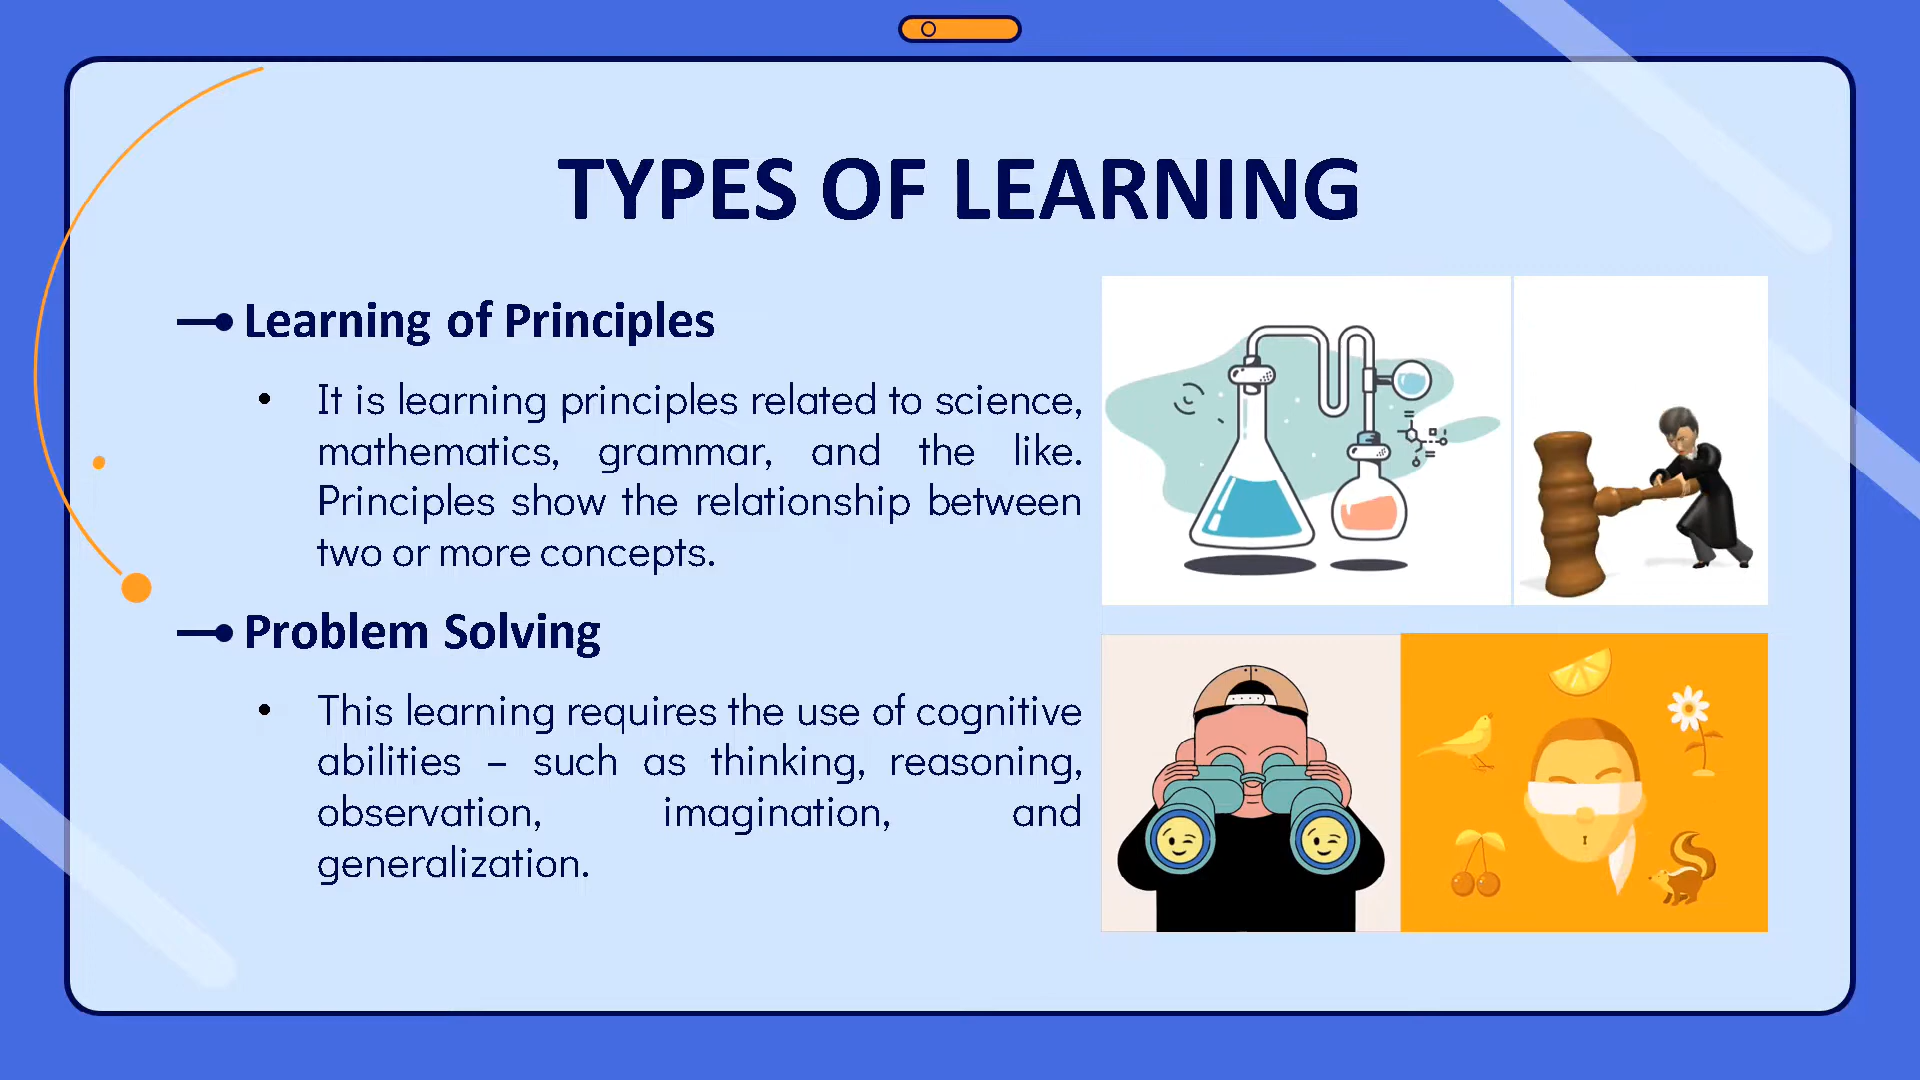 TYPES OF LEARNING
Learning of Principles
• It is learning principles related to science,
mathematics, grammar, and the like.
Principles show the relationship between
two or more concepts.
Problem Solving
• This learning requires the use of cognitive
abilities – such as thinking, reasoning,
observation, imagination, and
generalization.